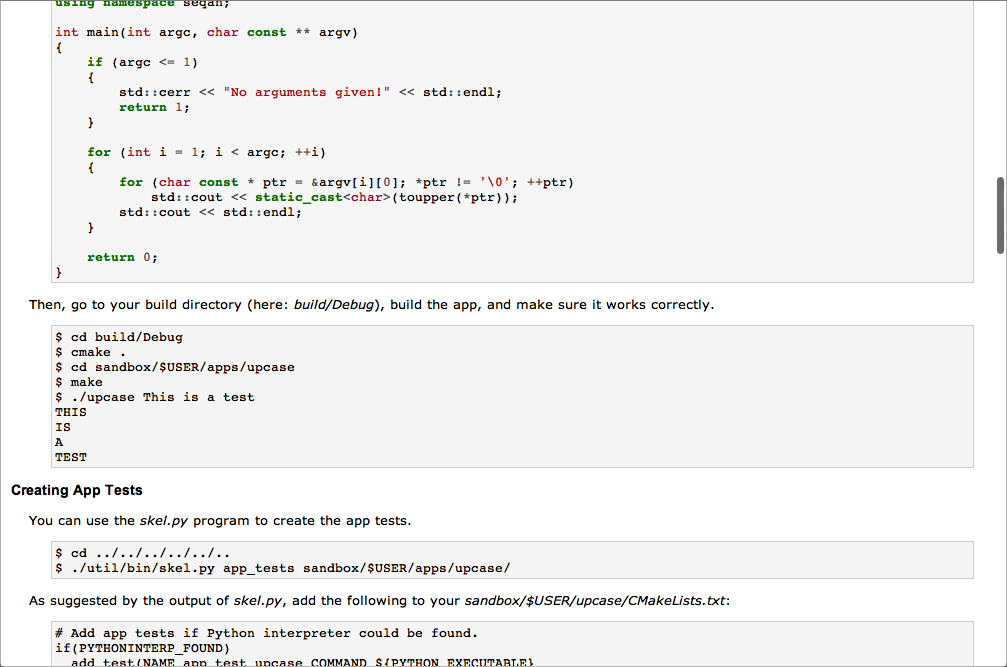 using namespace seqan;
int main(int argc, char const ** argv)
{
    if (argc <= 1)
    {
        std::cerr << "No arguments given!" << std::endl;
        return 1;
    }
    for (int i = 1; i < argc; ++i)
    {
        for (char const * ptr = &argv[i][0]; *ptr != '\0'; ++ptr)
            std::cout << static_cast<char>(toupper(*ptr));
        std::cout << std::endl;
    }
    return 0;
}
Then, go to your build directory (here: build/Debug), build the app, and make sure it works correctly.
$ cd build/Debug
$ cmake .
$ cd sandbox/$USER/apps/upcase
$ make
$ ./upcase This is a test
THIS
IS
A
TEST
Creating App Tests
You can use the skel.py program to create the app tests.
$ cd ../../../../../..
$ ./util/bin/skel.py app_tests sandbox/$USER/apps/upcase/
As suggested by the output of skel.py, add the following to your sandbox/$USER/upcase/CMakeLists.txt:
# Add app tests if Python interpreter could be found.
if(PYTHONINTERP_FOUND)
  add_test(NAME app_test_upcase COMMAND ${PYTHON_EXECUTABLE}